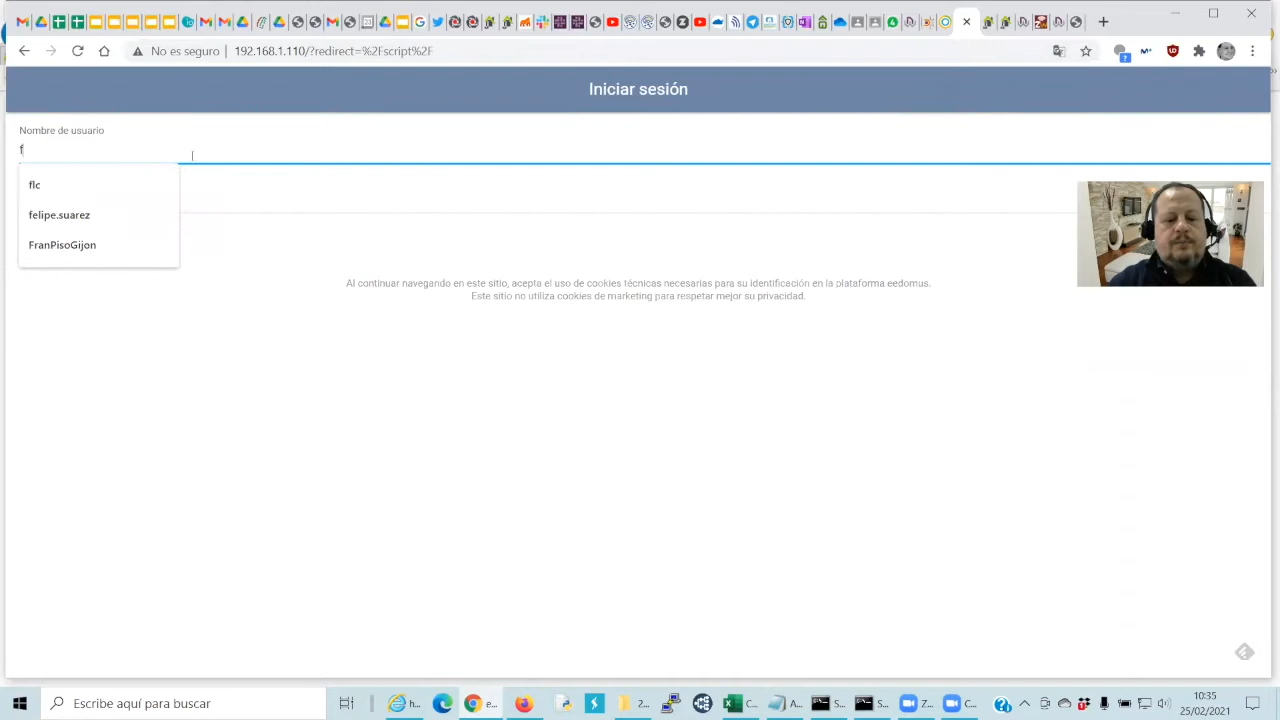 No es seguro | 192.168.1.110/?redirect=%2Fscript%2F
Iniciar sesión
Nombre de usuario
f
flc
felipe.suarez
FranPisoGijon
Al continuar navegando en este sitio, acepta el uso de cookies técnicas necesarias para su identificación en la plataforma eedomus.
Este sitio no utiliza cookies de marketing para respetar mejor su privacidad.
Escribe aquí para buscar
h...
e...
2...
C...
A...
S...
S...
Z...
C...
10:35
25/02/2021